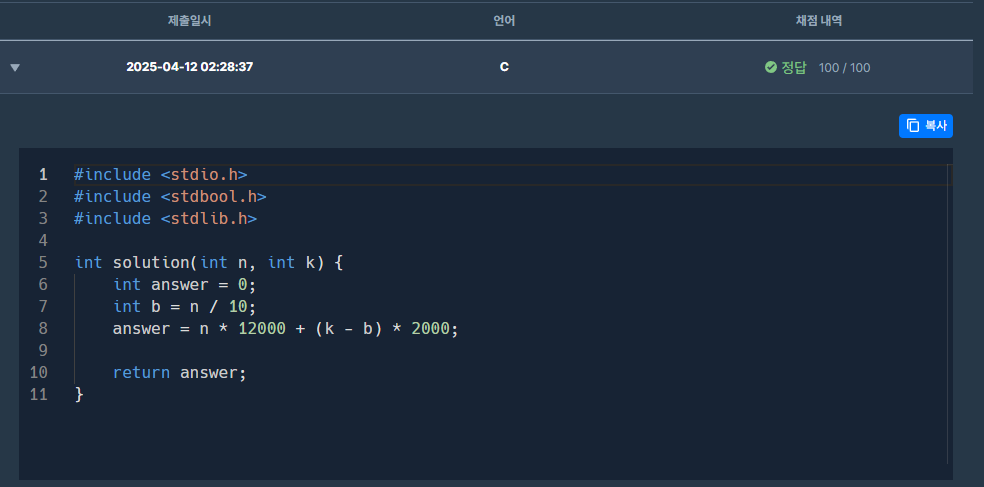 제출일시 언어 채점 내역
2025-04-12 02:28:37 C 정답 100 / 100
복사
1 #include <stdio.h>
2 #include <stdbool.h>
3 #include <stdlib.h>
4
5 int solution(int n, int k) {
6 int answer = 0;
7 int b = n / 10;
8 answer = n * 12000 + (k - b) * 2000;
9
10 return answer;
11 }